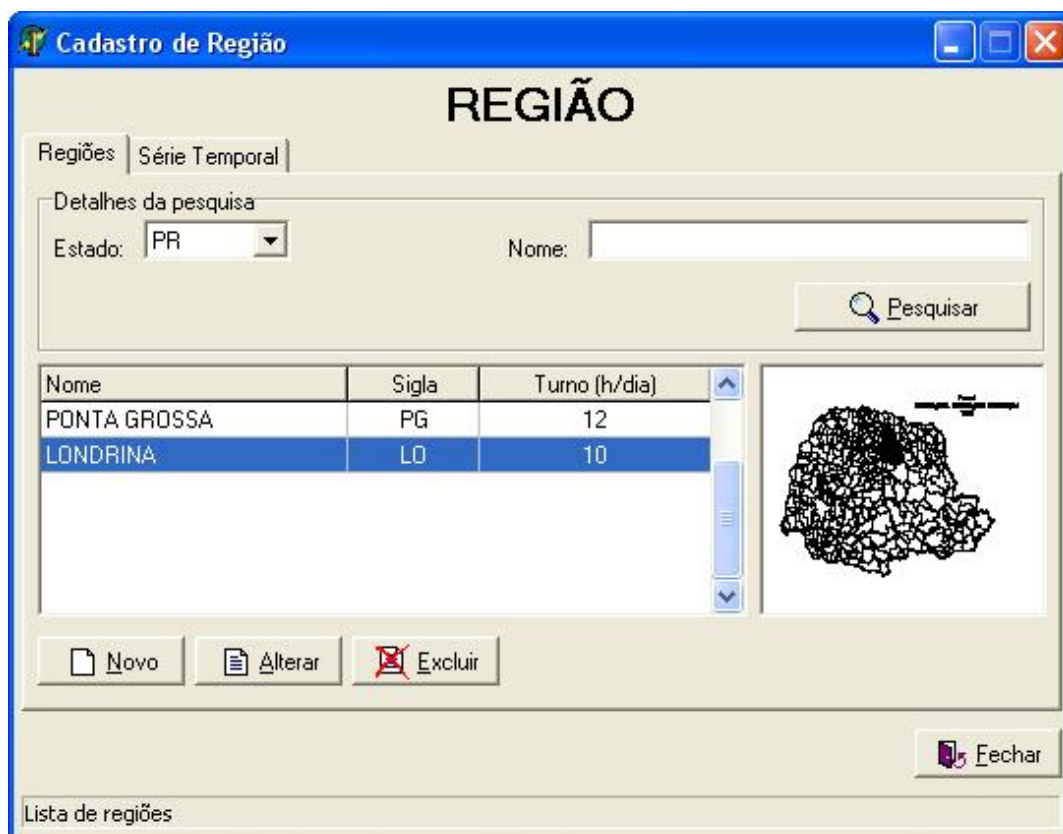 Cadastro de Região
REGIÃO
Regiões Série Temporal
Detalhes da pesquisa
Estado: PR Nome:
Pesquisar
Nome Sigla Turno (h/dia)
PONTA GROSSA PG 12
LONDRINA LO 10
Novo Alterar Excluir
Fechar
Lista de regiões